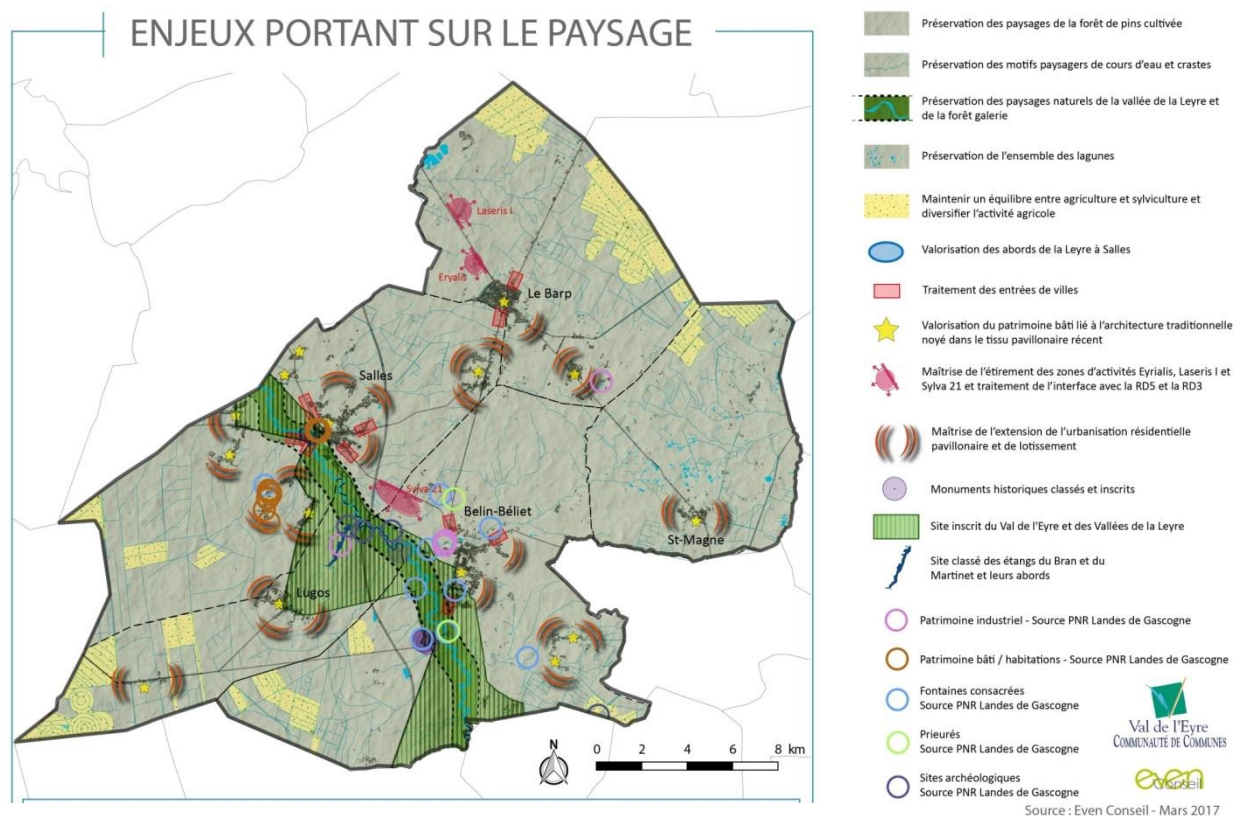 ENJEUX PORTANT SUR LE PAYSAGE
Laseris I
Eryalis
Le Barp
Salles
Sylva 21
Belin-Béliet
St-Magne
Lugos
N
0 2 4 6 8 km
Préservation des paysages de la forêt de pins cultivée
Préservation des motifs paysagers de cours d'eau et crastes
Préservation des paysages naturels de la vallée de la Leyre et
de la forêt galerie
Préservation de l'ensemble des lagunes
Maintenir un équilibre entre agriculture et sylviculture et
diversifier l'activité agricole
Valorisation des abords de la Leyre à Salles
Traitement des entrées de villes
Valorisation du patrimoine bâti lié à l'architecture traditionnelle
noyé dans le tissu pavillonaire récent
Maîtrise de l'étirement des zones d'activités Eyrialis, Laseris I et
Sylva 21 et traitement de l'interface avec la RD5 et la RD3
Maîtrise de l'extension de l'urbanisation résidentielle
pavillonaire et de lotissement
Monuments historiques classés et inscrits
Site inscrit du Val de l'Eyre et des Vallées de la Leyre
Site classé des étangs du Bran et du
Martinet et leurs abords
Patrimoine industriel - Source PNR Landes de Gascogne
Patrimoine bâti / habitations - Source PNR Landes de Gascogne
Fontaines consacrées
Source PNR Landes de Gascogne
Prieurés
Source PNR Landes de Gascogne
Sites archéologiques
Source PNR Landes de Gascogne
Val de l'Eyre
COMMUNAUTÉ DE COMMUNES
even
Conseil
Source : Even Conseil - Mars 2017